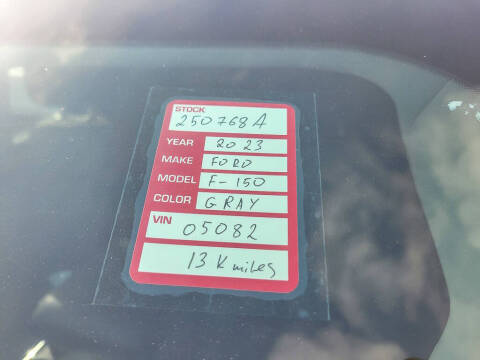 STOCK
250768A
YEAR 2023
MAKE FORD
MODEL F-150
COLOR GRAY
VIN
05082
13 K miles